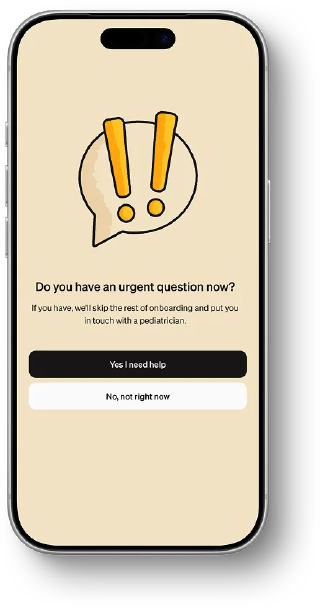 Do you have an urgent question now?
If you have, we'll skip the rest of onboarding and put you
in touch with a pediatrician.
Yes I need help
No, not right now